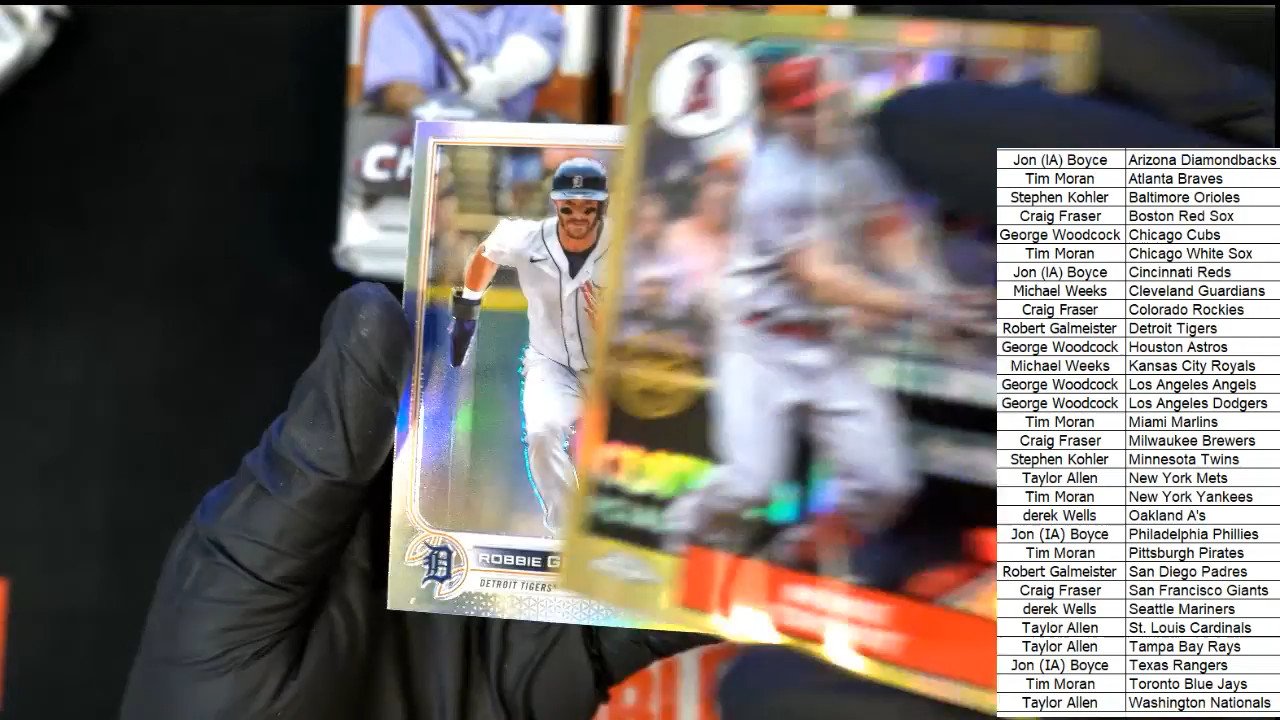 CH
ROBBIE G
DETROIT TIGERS
Jon (IA) Boyce Arizona Diamondbacks
Tim Moran Atlanta Braves
Stephen Kohler Baltimore Orioles
Craig Fraser Boston Red Sox
George Woodcock Chicago Cubs
Tim Moran Chicago White Sox
Jon (IA) Boyce Cincinnati Reds
Michael Weeks Cleveland Guardians
Craig Fraser Colorado Rockies
Robert Galmeister Detroit Tigers
George Woodcock Houston Astros
Michael Weeks Kansas City Royals
George Woodcock Los Angeles Angels
George Woodcock Los Angeles Dodgers
Tim Moran Miami Marlins
Craig Fraser Milwaukee Brewers
Stephen Kohler Minnesota Twins
Taylor Allen New York Mets
Tim Moran New York Yankees
derek Wells Oakland A's
Jon (IA) Boyce Philadelphia Phillies
Tim Moran Pittsburgh Pirates
Robert Galmeister San Diego Padres
Craig Fraser San Francisco Giants
derek Wells Seattle Mariners
Taylor Allen St. Louis Cardinals
Taylor Allen Tampa Bay Rays
Jon (IA) Boyce Texas Rangers
Tim Moran Toronto Blue Jays
Taylor Allen Washington Nationals